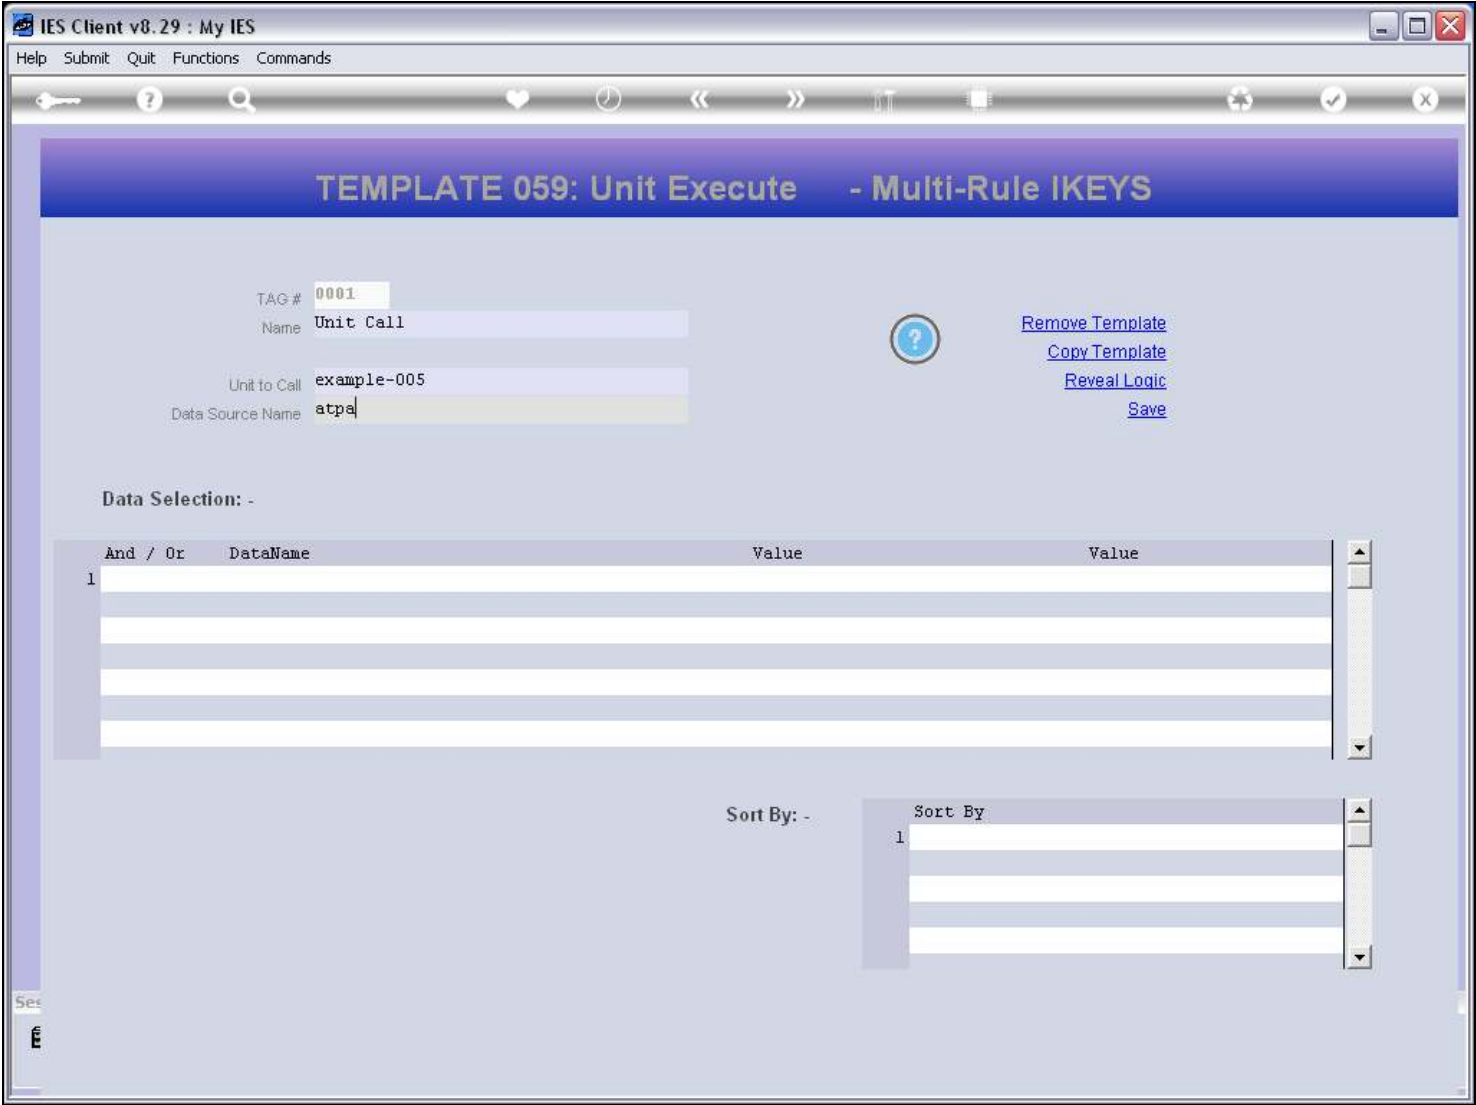 IES Client v8.29 : My IES
Help Submit Quit Functions Commands
TEMPLATE 059: Unit Execute - Multi-Rule IKEYS
TAG # 0001
Name Unit Call
Unit to Call example-005
Data Source Name atpa
Remove Template
Copy Template
Reveal Logic
Save
Data Selection: -
And / Or DataName Value Value
1
Sort By: -
Sort By
1